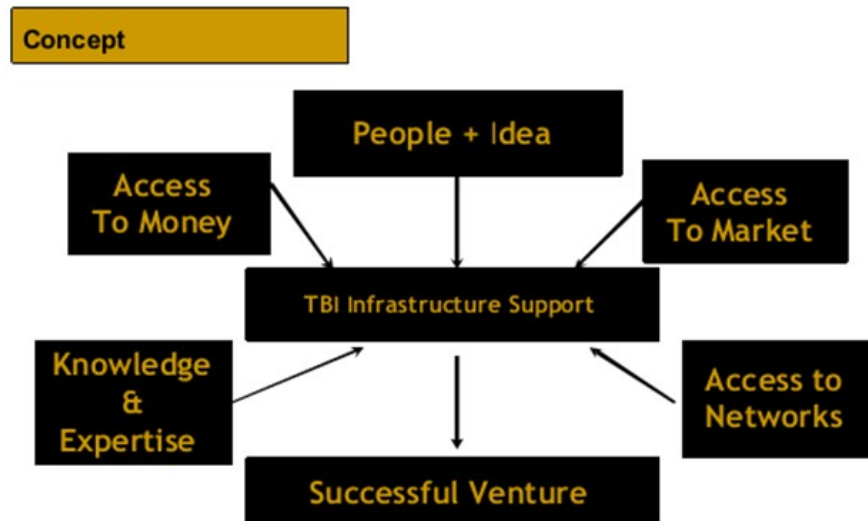 Concept
People + Idea
Access
To Money
Access
To Market
TBI Infrastructure Support
Knowledge
&
Expertise
Access to
Networks
Successful Venture